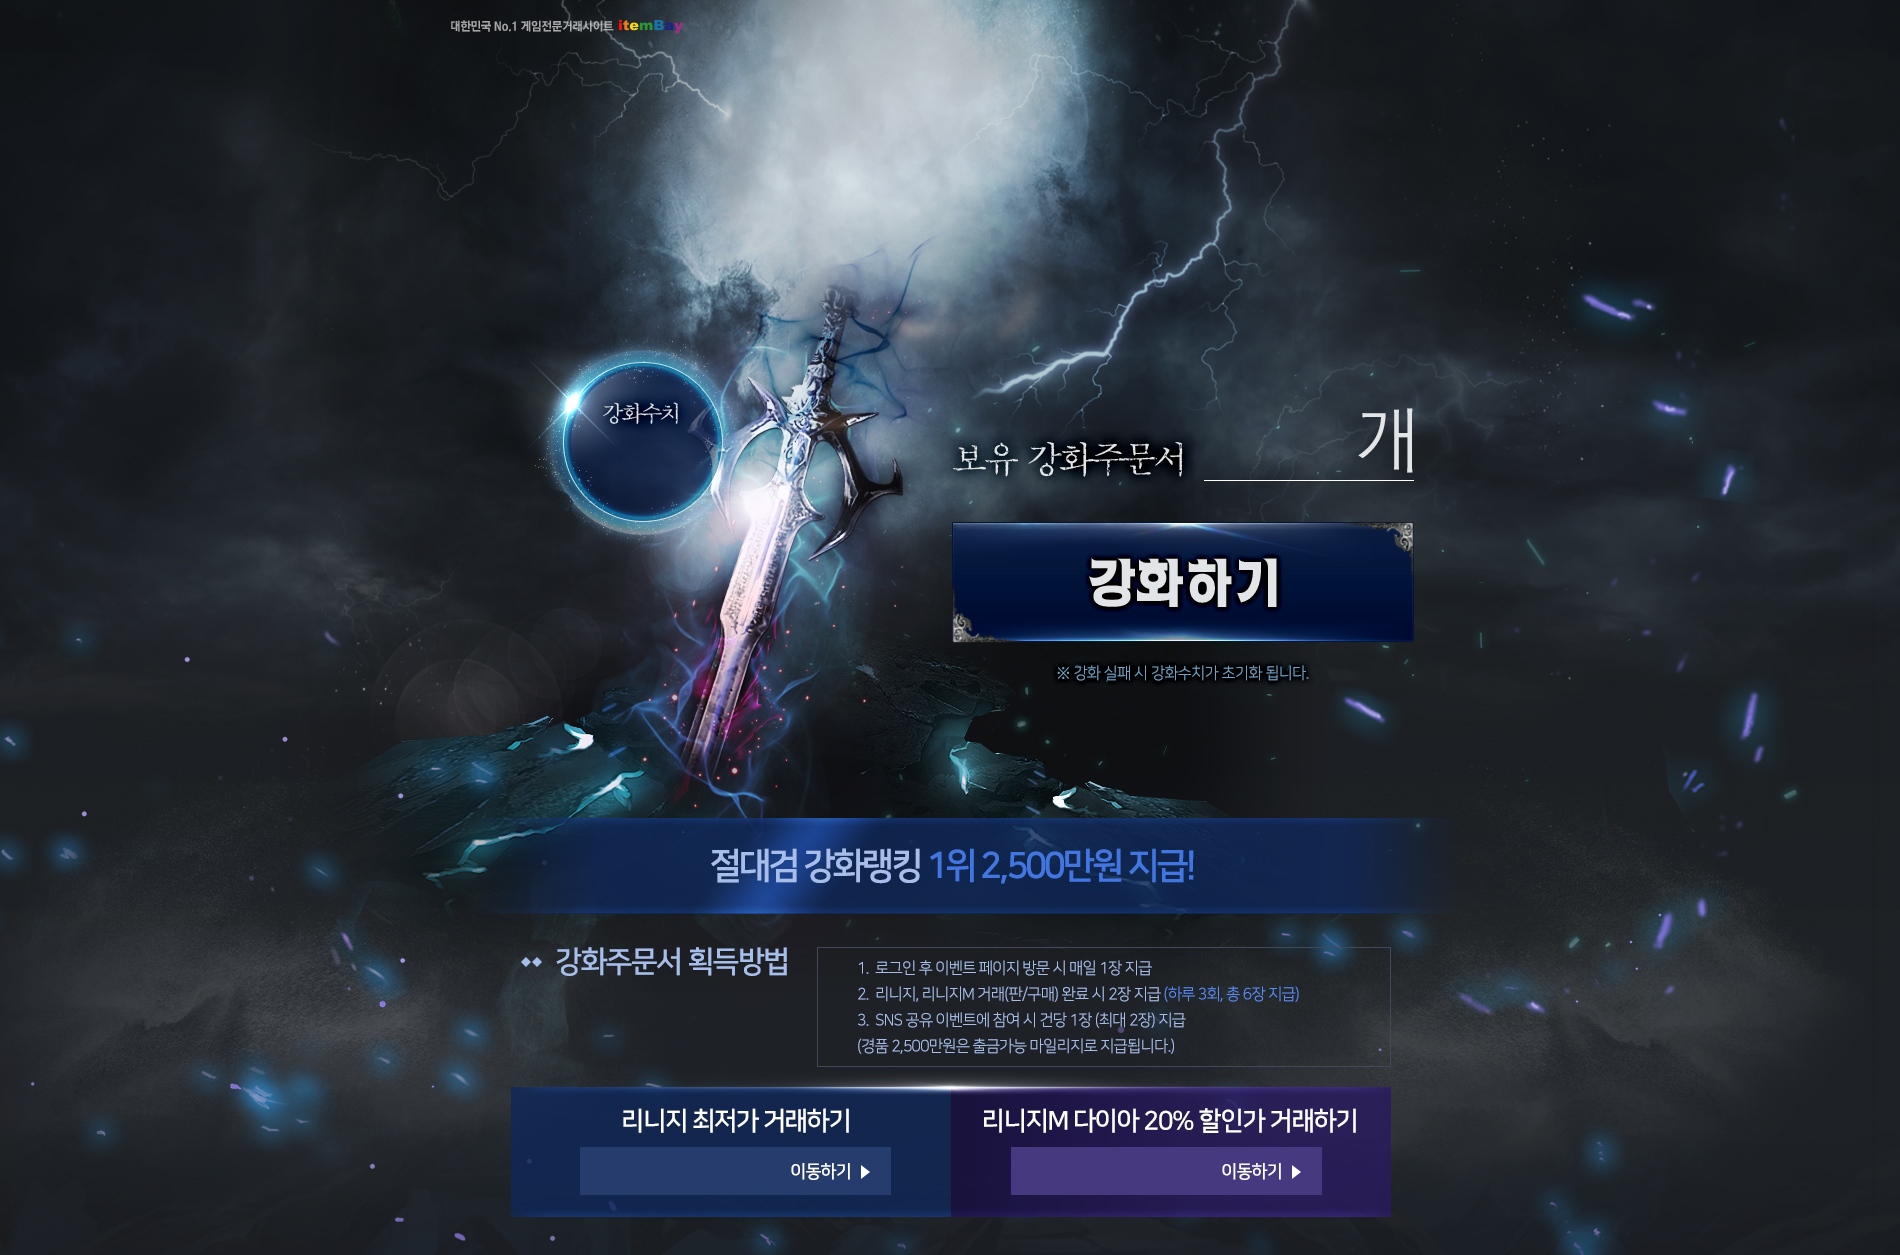 대한민국 No.1 게임전문거래사이트 itemBay
강화수치
보유 강화주문서 개
강화하기
※ 강화 실패 시 강화수치가 초기화 됩니다.
절대검 강화랭킹 1위 2,500만원 지급!
강화주문서 획득방법
1. 로그인 후 이벤트 페이지 방문 시 매일 1장 지급
2. 리니지, 리니지M 거래(판/구매) 완료 시 2장 지급 (하루 3회, 총 6장 지급)
3. SNS 공유 이벤트에 참여 시 건당 1장 (최대 2장) 지급
(경품 2,500만원은 출금가능 마일리지로 지급됩니다.)
리니지 최저가 거래하기
이동하기
리니지M 다이아 20% 할인가 거래하기
이동하기